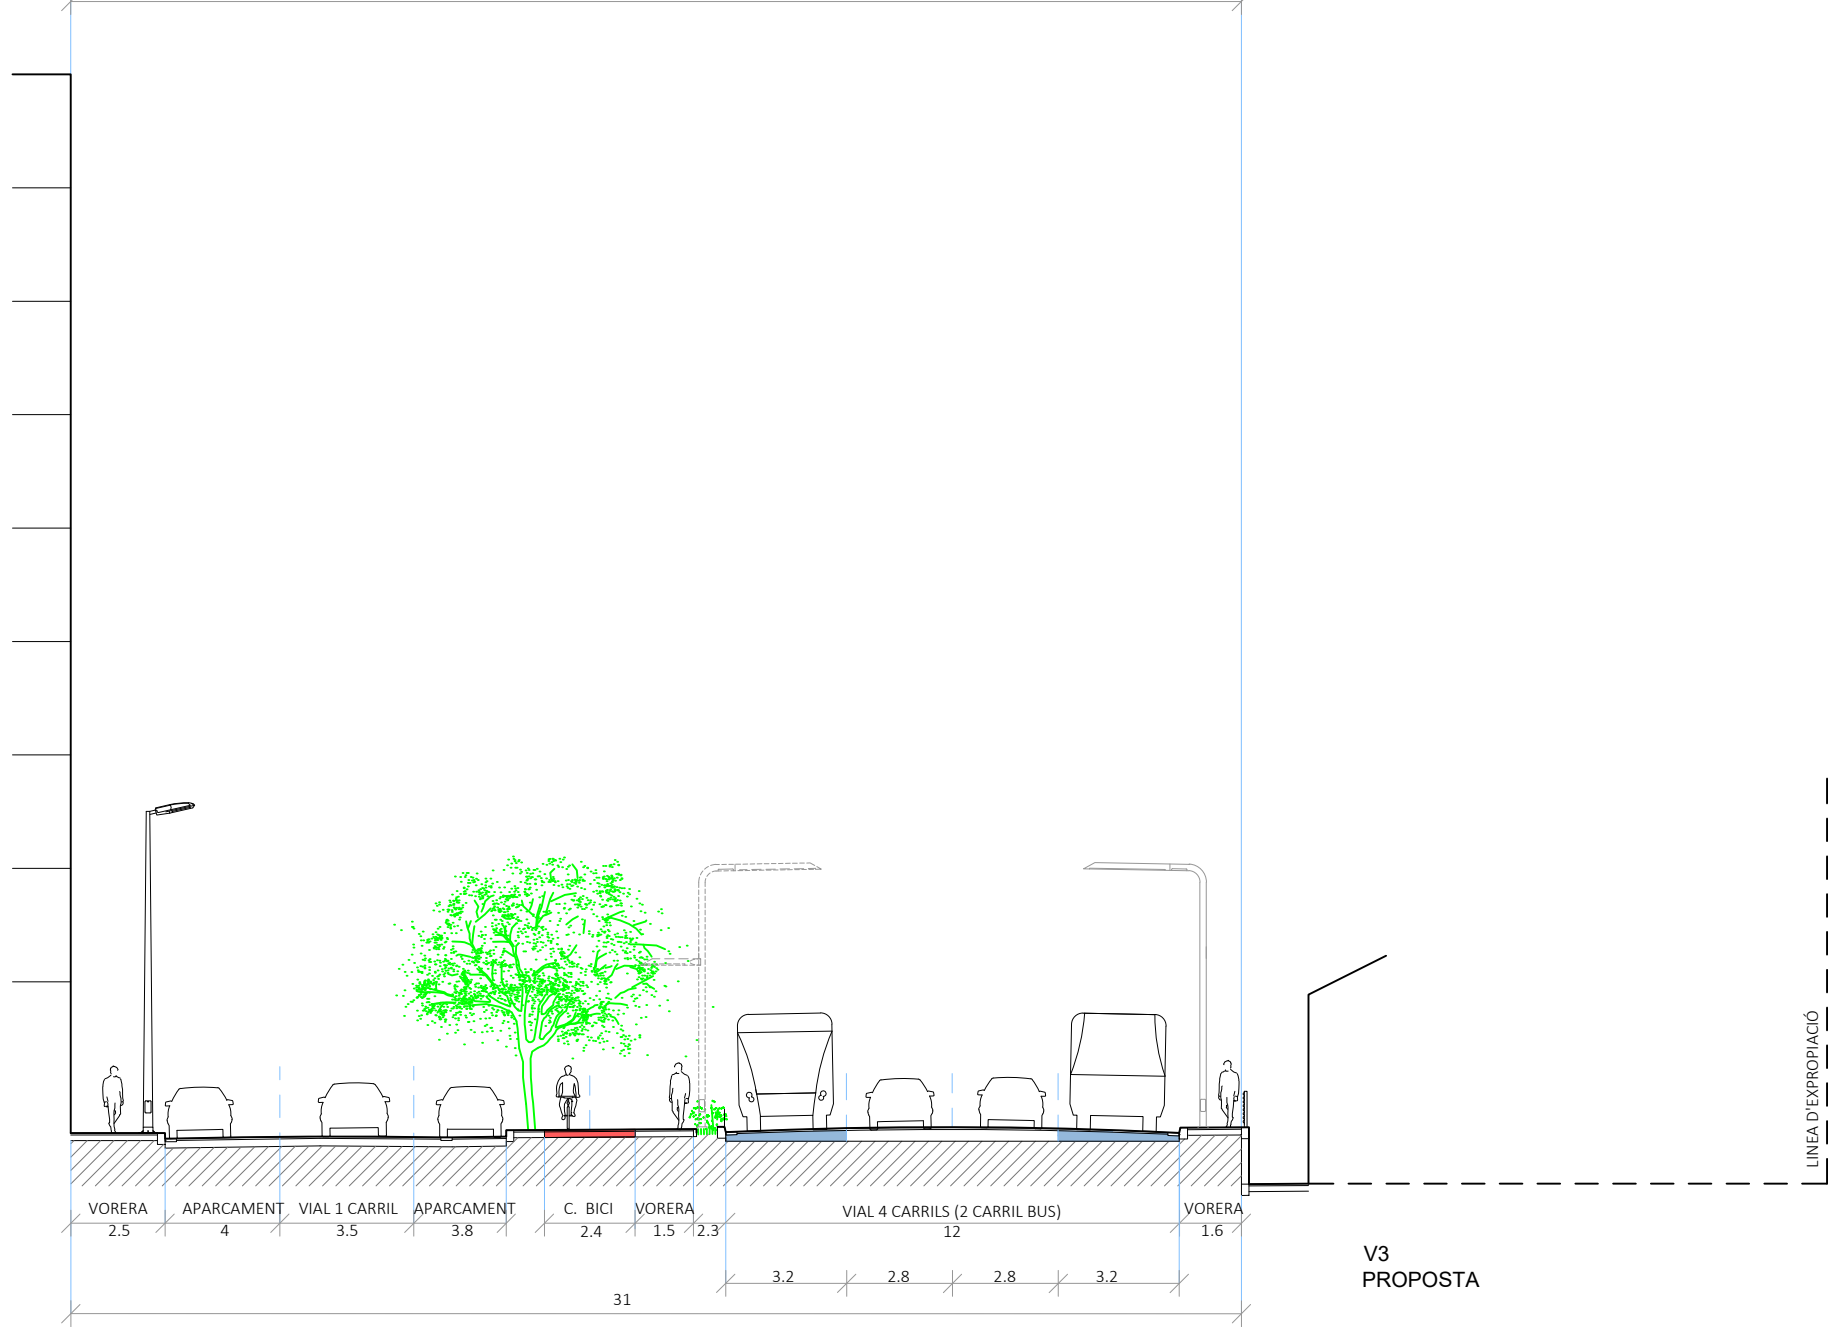 LINEA D'EXPROPIACIÓ
VORERA APARCAMENT VIAL 1 CARRIL APARCAMENT C. BICI VORERA VIAL 4 CARRILS (2 CARRIL BUS) VORERA
2.5 4 3.5 3.8 2.4 1.5 2.3 12 1.6
3.2 2.8 2.8 3.2
31
V3
PROPOSTA